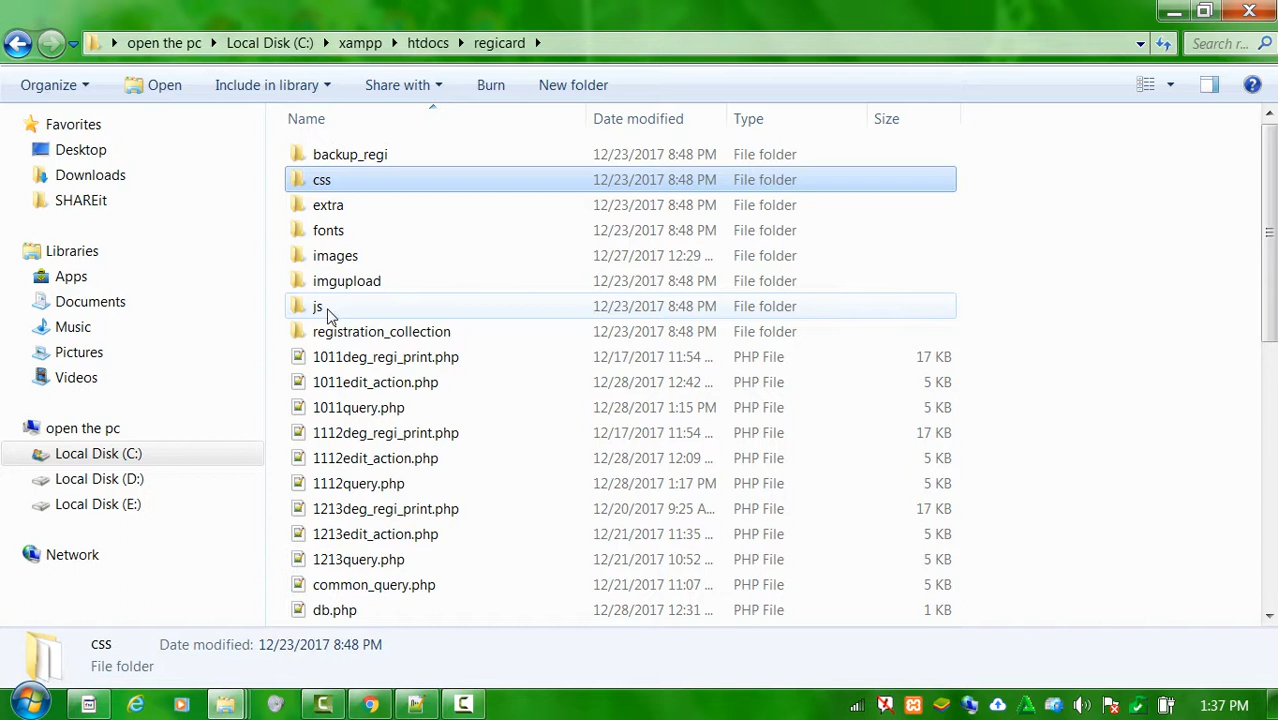 open the pc Local Disk (C:) xampp htdocs regicard Search r...
Organize Open Include in library Share with Burn New folder
Name Date modified Type Size
Favorites
Desktop
Downloads
SHAREit
Libraries
Apps
Documents
Music
Pictures
Videos
open the pc
Local Disk (C:)
Local Disk (D:)
Local Disk (E:)
Network
backup_regi 12/23/2017 8:48 PM File folder
css 12/23/2017 8:48 PM File folder
extra 12/23/2017 8:48 PM File folder
fonts 12/23/2017 8:48 PM File folder
images 12/27/2017 12:29 ... File folder
imgupload 12/23/2017 8:48 PM File folder
js 12/23/2017 8:48 PM File folder
registration_collection 12/23/2017 8:48 PM File folder
1011deg_regi_print.php 12/17/2017 11:54 ... PHP File 17 KB
1011edit_action.php 12/28/2017 12:42 ... PHP File 5 KB
1011query.php 12/28/2017 1:15 PM PHP File 5 KB
1112deg_regi_print.php 12/17/2017 11:54 ... PHP File 17 KB
1112edit_action.php 12/28/2017 12:09 ... PHP File 5 KB
1112query.php 12/28/2017 1:17 PM PHP File 5 KB
1213deg_regi_print.php 12/20/2017 9:25 A... PHP File 17 KB
1213edit_action.php 12/21/2017 11:35 ... PHP File 5 KB
1213query.php 12/21/2017 10:52 ... PHP File 5 KB
common_query.php 12/21/2017 11:07 ... PHP File 5 KB
db.php 12/28/2017 12:31 ... PHP File 1 KB
css Date modified: 12/23/2017 8:48 PM
File folder
1:37 PM